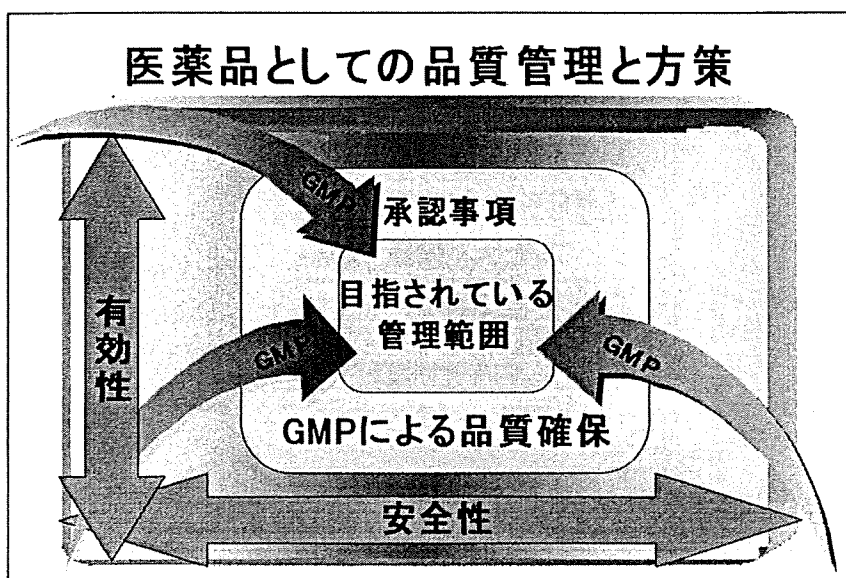 医薬品としての品質管理と方策
GMP
承認事項
目指されている
管理範囲
有効性
GMP
GMP
GMPによる品質確保
安全性